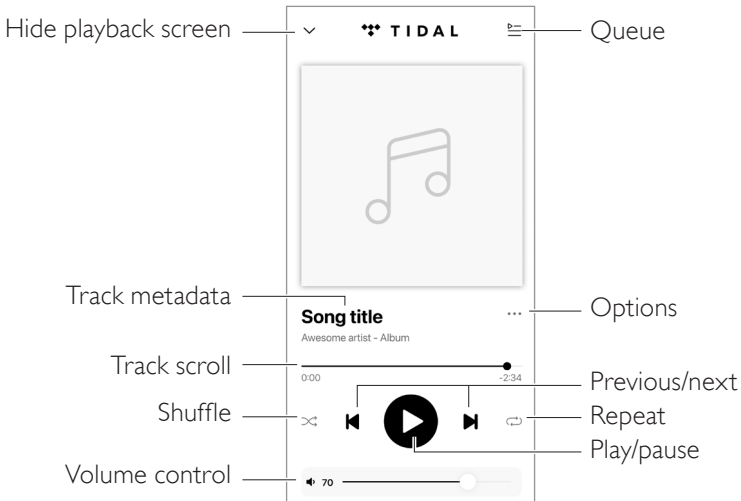 Hide playback screen
TIDAL
Queue
Track metadata
Song title
Options
Awesome artist - Album
Track scroll
0:00
-2:34
Previous/next
Shuffle
Repeat
Play/pause
Volume control
70